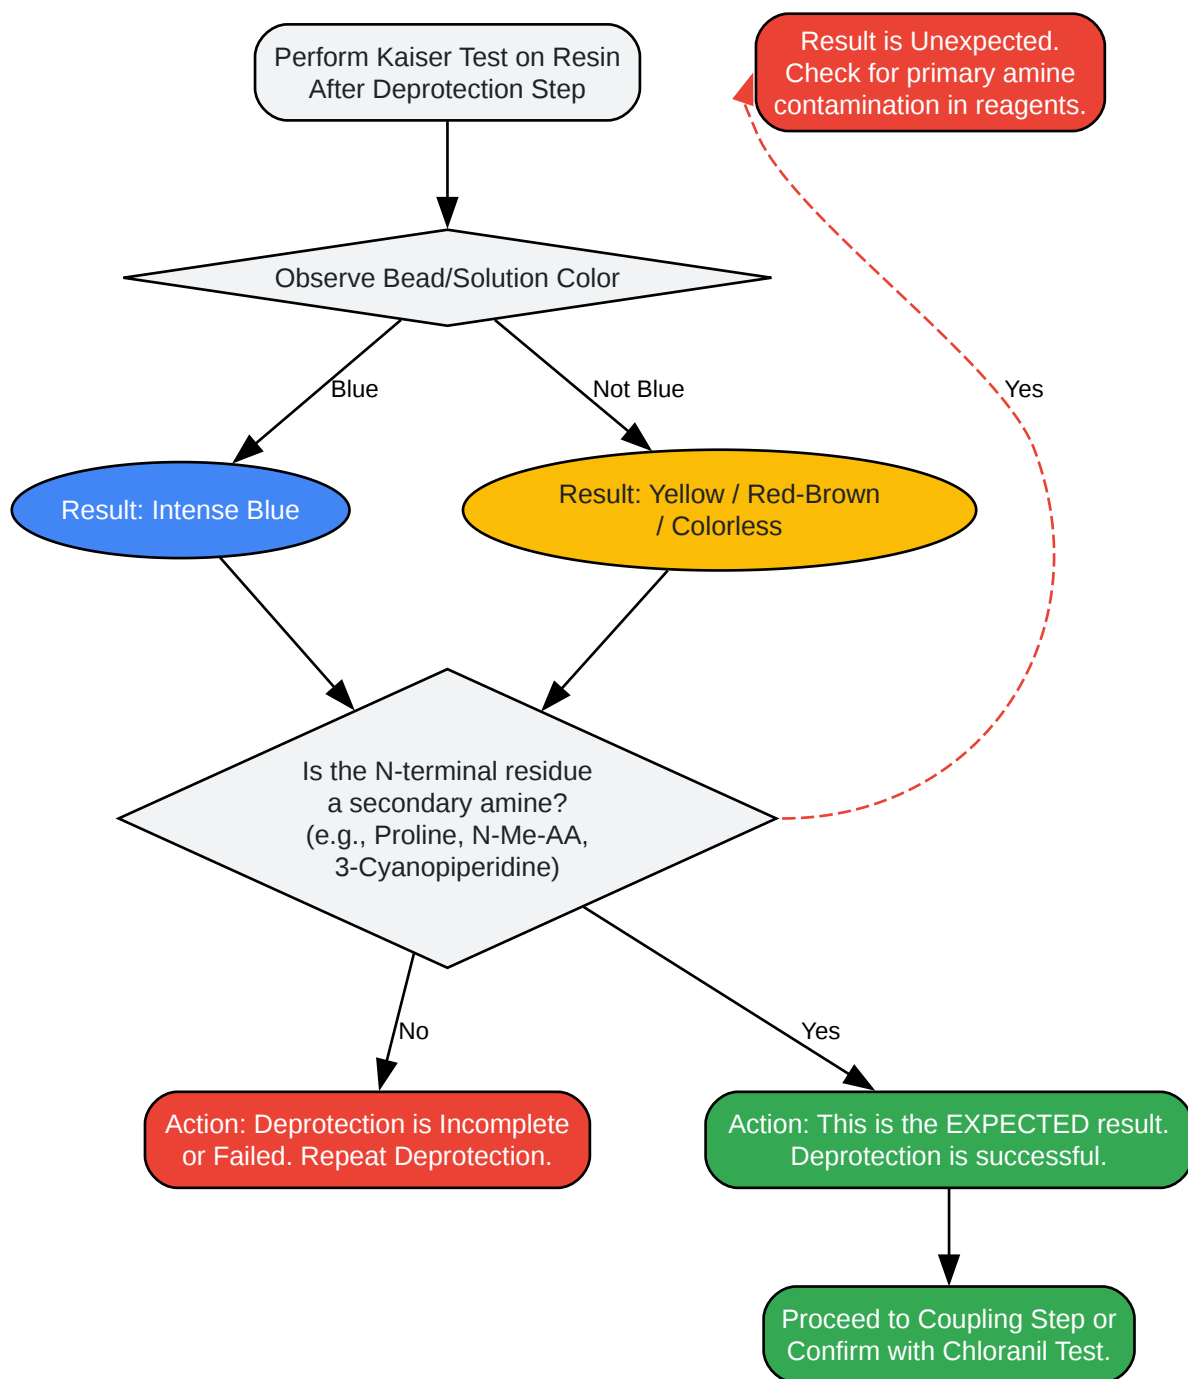 Perform Kaiser Test on Resin
After Deprotection Step
Result is Unexpected.
Check for primary amine
contamination in reagents.
Observe Bead/Solution Color
Blue
Not Blue
Yes
Result: Intense Blue
Result: Yellow / Red-Brown
/ Colorless
Is the N-terminal residue
a secondary amine?
(e.g., Proline, N-Me-AA,
3-Cyanopiperidine)
No
Yes
Action: Deprotection is Incomplete
or Failed. Repeat Deprotection.
Action: This is the EXPECTED result.
Deprotection is successful.
Proceed to Coupling Step or
Confirm with Chloranil Test.